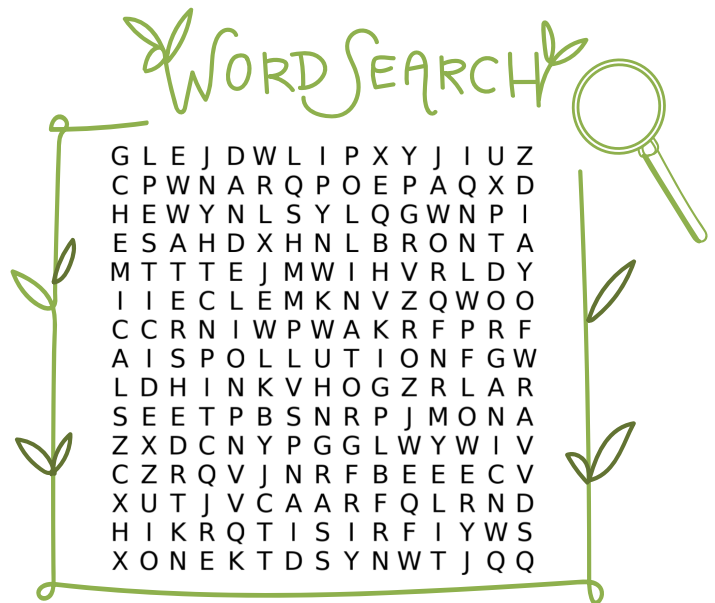 WORD SEARCH
G L E J D W L I P X Y J I U Z
C P W N A R Q P O E P A Q X D
H E W Y N L S Y L Q G W N P I
E S A H D X H N L B R O N T A
M T T T E J M W I H V R L D Y
I I E C L E M K N V Z Q W O O
C C R N I W P W A K R F P R F
A I S P O L L U T I O N F G W
L D H I N K V H O G Z R L A R
S E E T P B S N R P J M O N A
Z X D C N Y P G G L W Y W I V
C Z R Q V J N R F B E E E C V
X U T J V C A A R F Q L R N D
H I K R Q T I S I R F I Y W S
X O N E K T D S Y N W T J Q Q